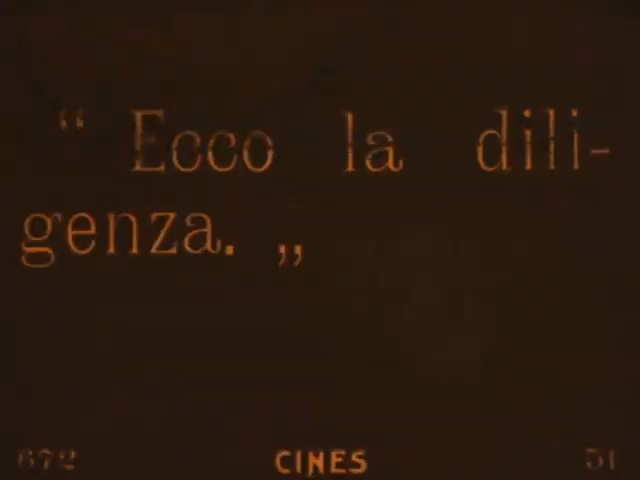 “ Ecco la dili-
genza. „
672 CINES 51